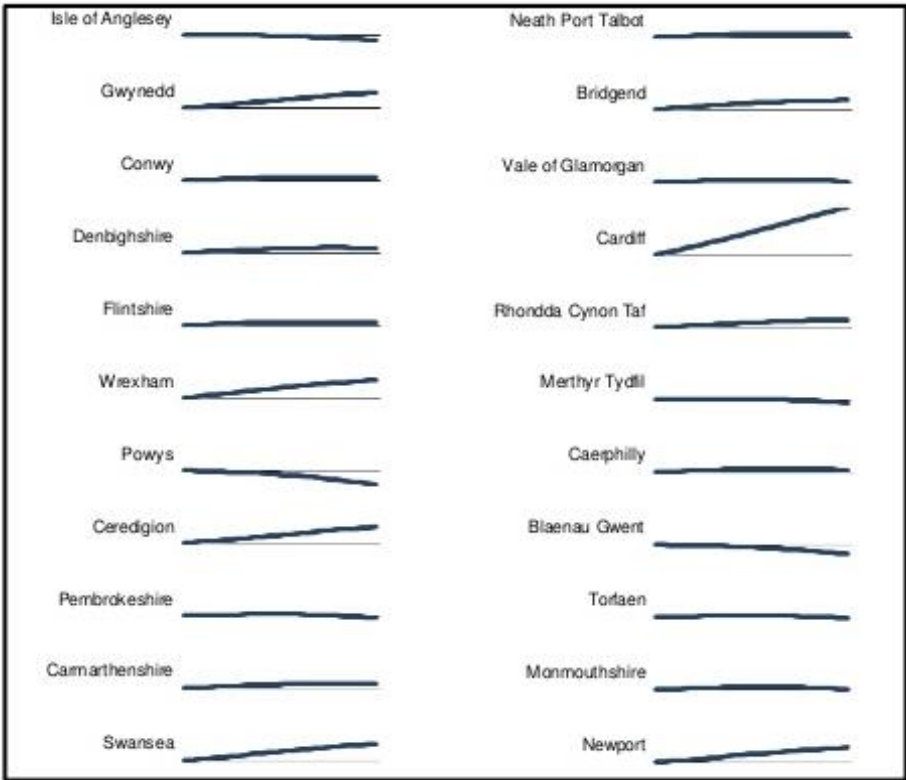 Isle of Anglesey
Gwynedd
Conwy
Denbighshire
Flintshire
Wrexham
Powys
Ceredigion
Pembrokeshire
Carmarthenshire
Swansea
Neath Port Talbot
Bridgend
Vale of Glamorgan
Cardiff
Rhondda Cynon Taf
Merthyr Tydfil
Caerphilly
Blaenau Gwent
Torfaen
Monmouthshire
Newport